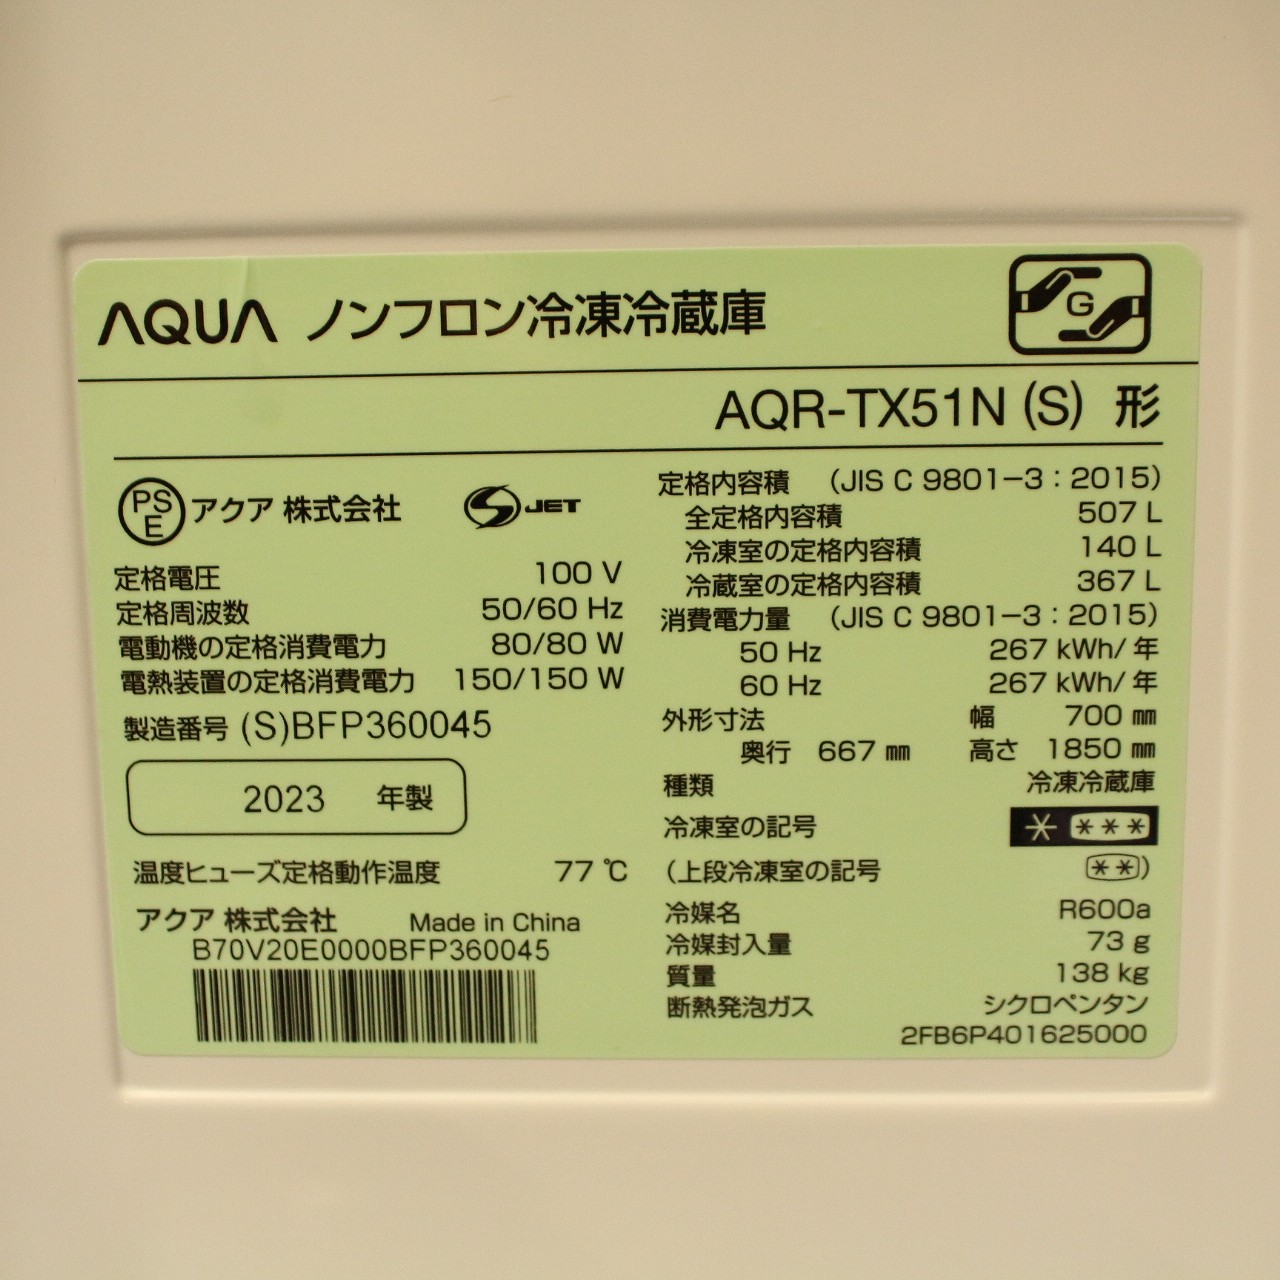 AQUA ノンフロン冷凍冷蔵庫
G
AQR-TX51N (S) 形
PS
E
アクア 株式会社
JET
定格電圧 100 V
定格周波数 50/60 Hz
電動機の定格消費電力 80/80 W
電熱装置の定格消費電力 150/150 W
製造番号 (S)BFP360045
2023 年製
温度ヒューズ定格動作温度 77 ℃
アクア 株式会社 Made in China
B70V20E0000BFP360045
定格内容積 (JIS C 9801-3 : 2015)
全定格内容積 507 L
冷凍室の定格内容積 140 L
冷蔵室の定格内容積 367 L
消費電力量 (JIS C 9801-3 : 2015)
50 Hz 267 kWh/年
60 Hz 267 kWh/年
外形寸法 幅 700 ㎜
奥行 667 ㎜ 高さ 1850 ㎜
種類 冷凍冷蔵庫
冷凍室の記号 * ***
(上段冷凍室の記号 **)
冷媒名 R600a
冷媒封入量 73 g
質量 138 kg
断熱発泡ガス シクロペンタン
2FB6P401625000